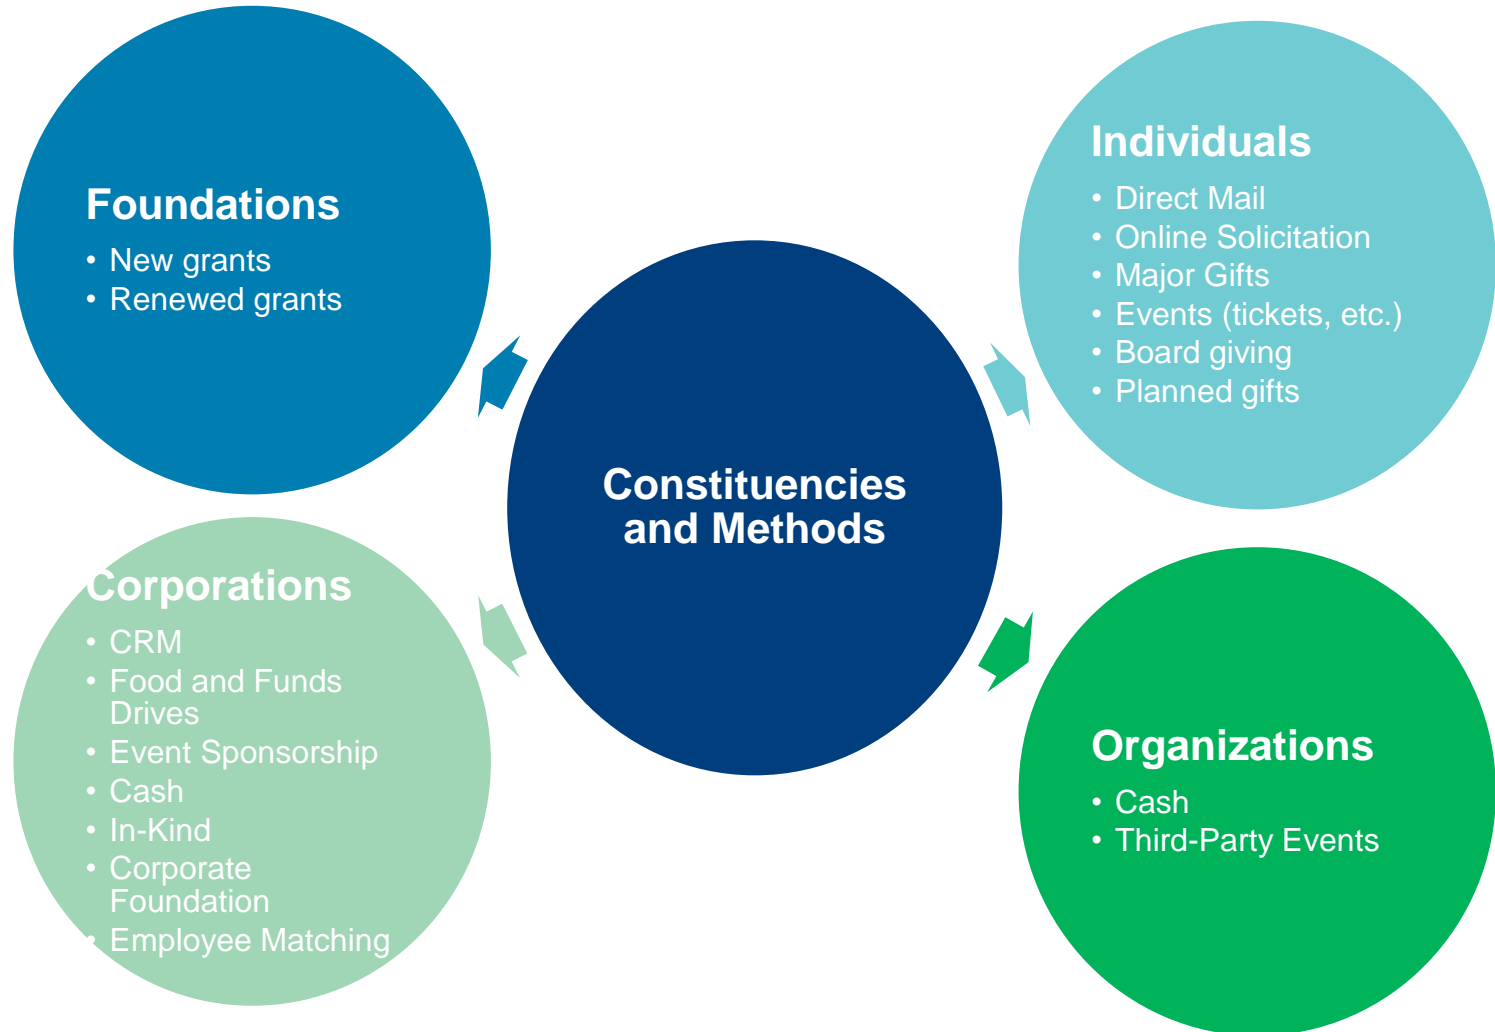 Foundations
• New grants
• Renewed grants
Individuals
• Direct Mail
• Online Solicitation
• Major Gifts
• Events (tickets, etc.)
• Board giving
• Planned gifts
Constituencies
and Methods
Corporations
• CRM
• Food and Funds
Drives
• Event Sponsorship
• Cash
• In-Kind
• Corporate
Foundation
• Employee Matching
Organizations
• Cash
• Third-Party Events